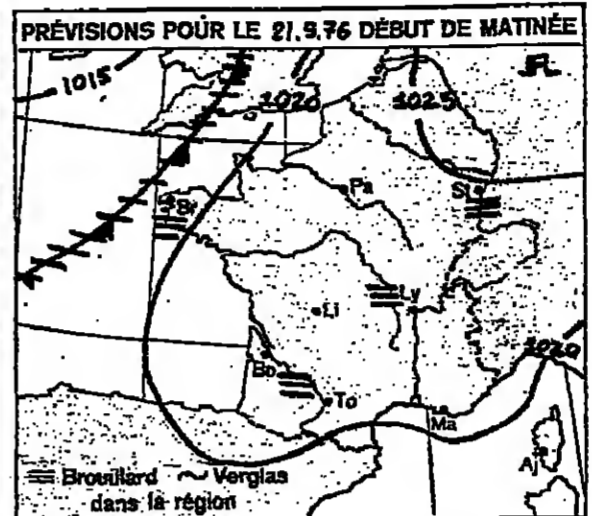 PRÉVISIONS POUR LE 21.9.76 DÉBUT DE MATINÉE
1015
1020
1025
Pa
St
Br
Ly
Li
1020
Bo
To
Ma
Aj
Brouillard Verglas
dans la région